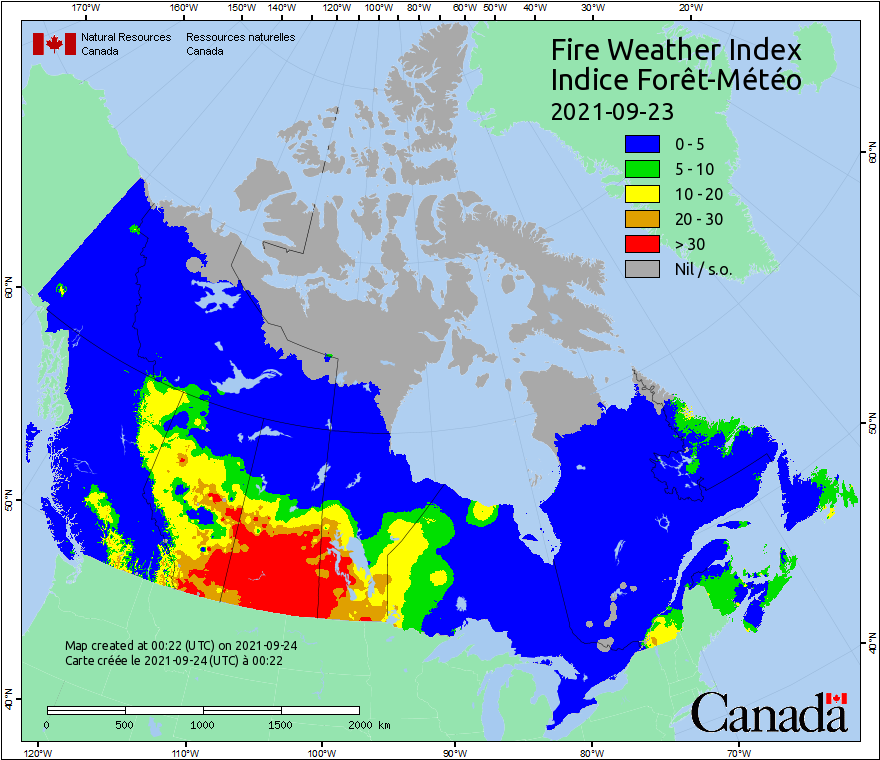 170°W 160°W 150°W 140°W 130°W 120°W 110°W 100°W 90°W 80°W 70°W 60°W 50°W 40°W 30°W 20°W
Natural Resources Canada
Ressources naturelles Canada
Fire Weather Index
Indice Forêt-Météo
2021-09-23
0 - 5
5 - 10
10 - 20
20 - 30
> 30
Nil / s.o.
60°N
50°N
40°N
60°N
50°N
40°N
Map created at 00:22 (UTC) on 2021-09-24
Carte créée le 2021-09-24 (UTC) à 00:22
0 500 1000 1500 2000 km
Canada
120°W 110°W 100°W 90°W 80°W 70°W